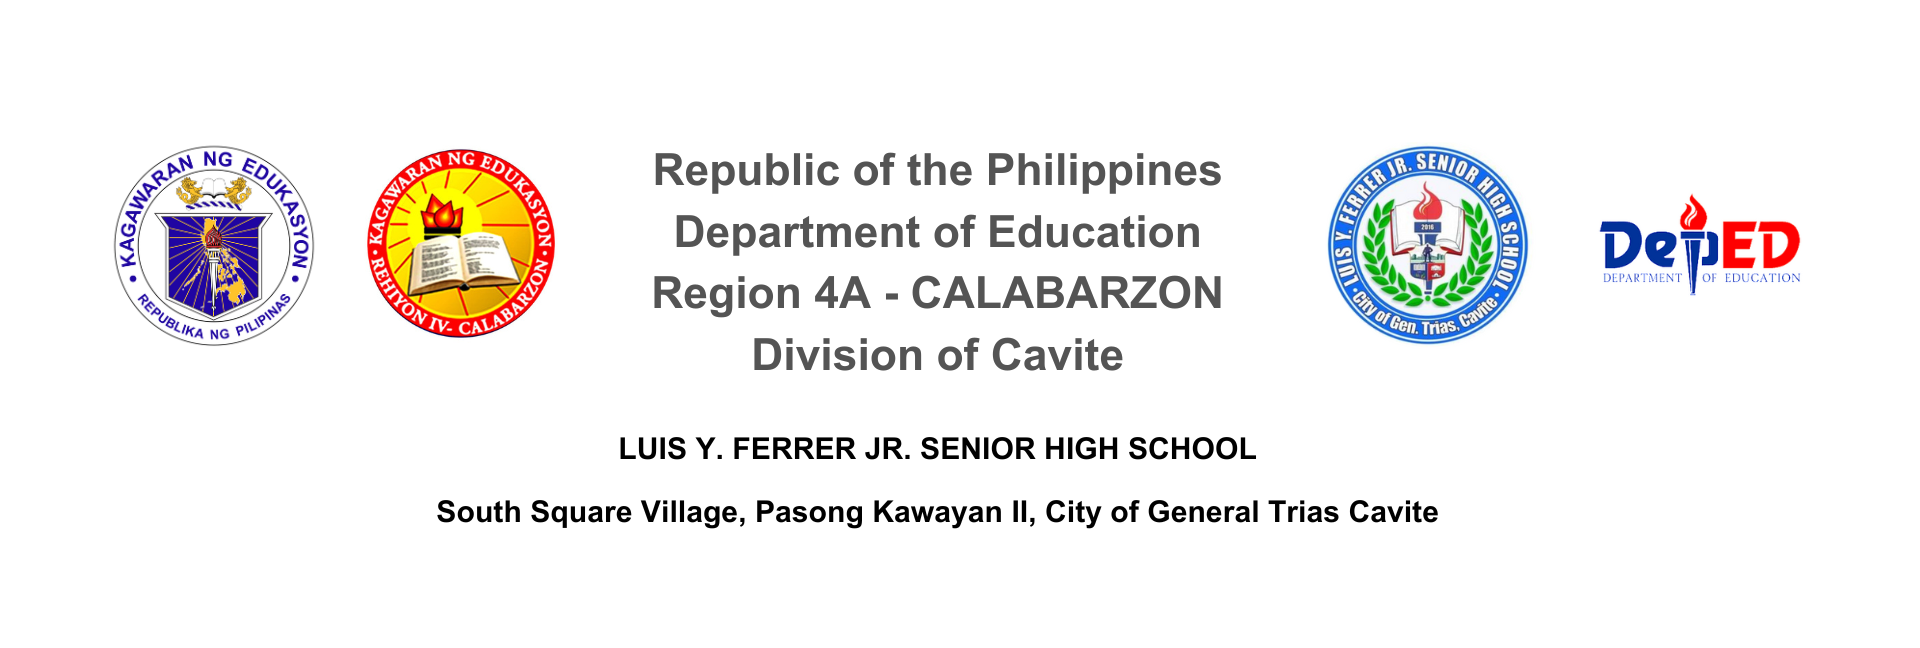 KAGAWARAN NG EDUKASYON
REPUBLIKA NG PILIPINAS
KAGAWARAN NG EDUKASYON
REHIYON IV- CALABARZON
Republic of the Philippines
Department of Education
Region 4A - CALABARZON
Division of Cavite
LUIS Y. FERRER JR. SENIOR HIGH SCHOOL
2016
City of Gen. Trias, Cavite
DepED
DEPARTMENT OF EDUCATION
LUIS Y. FERRER JR. SENIOR HIGH SCHOOL
South Square Village, Pasong Kawayan II, City of General Trias Cavite